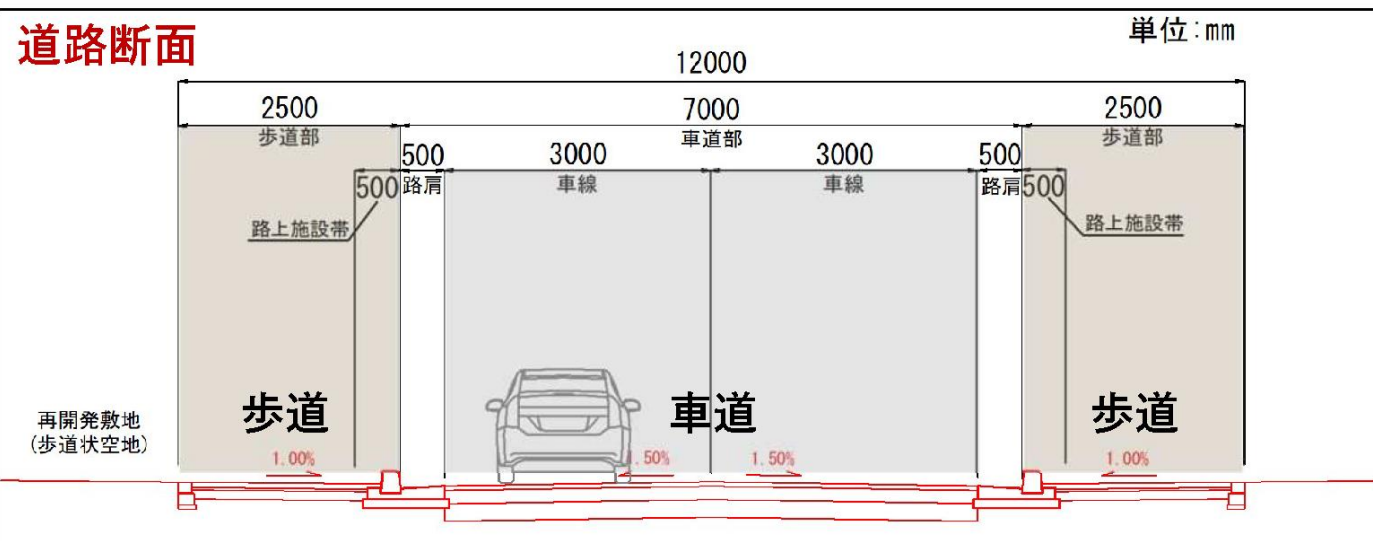 道路断面
単位:mm
12000
2500
7000
2500
歩道部
車道部
歩道部
500
3000
3000
500
500
路肩
車線
車線
路肩
500
路上施設帯
路上施設帯
歩道
車道
歩道
再開発敷地
(歩道状空地)
1.00%
.50%
1.50%
1.00%